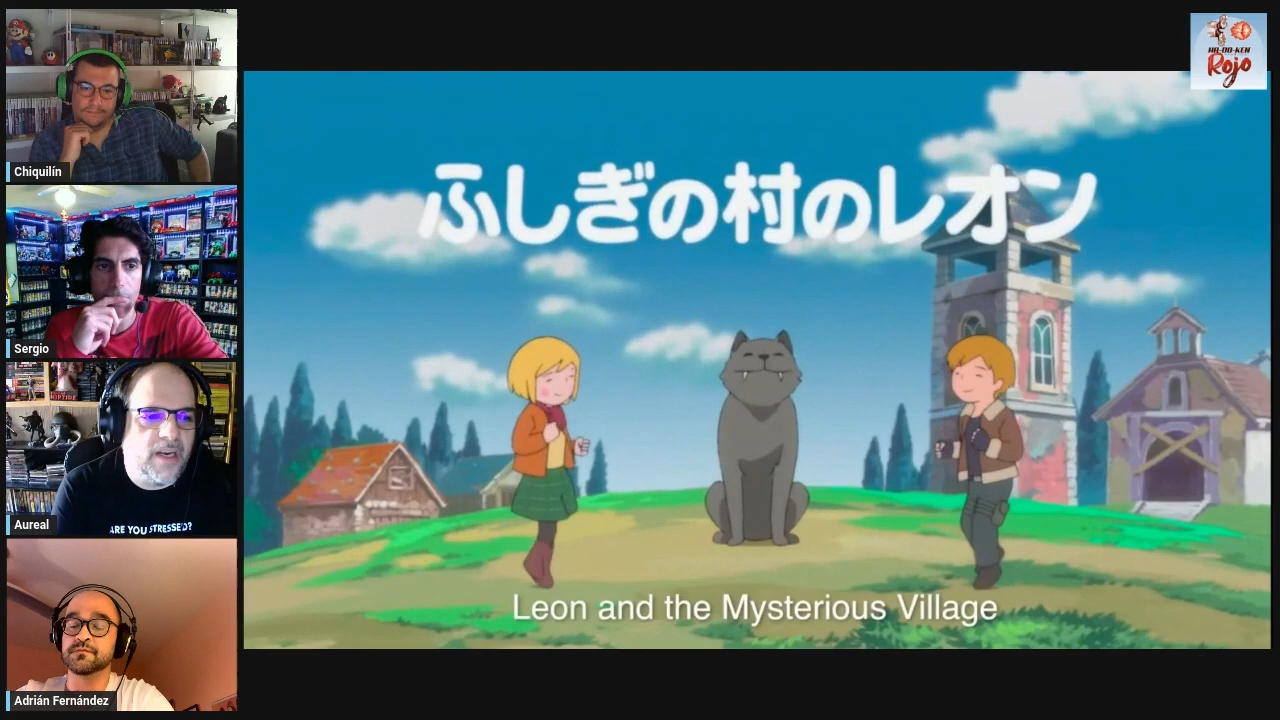 HA-DO-KEN
Rojo
Chiquilín
Sergio
RIPTIDE
ARE YOU STRESSED?
Aureal
Adrián Fernández
ふしぎの村のレオン
Leon and the Mysterious Village